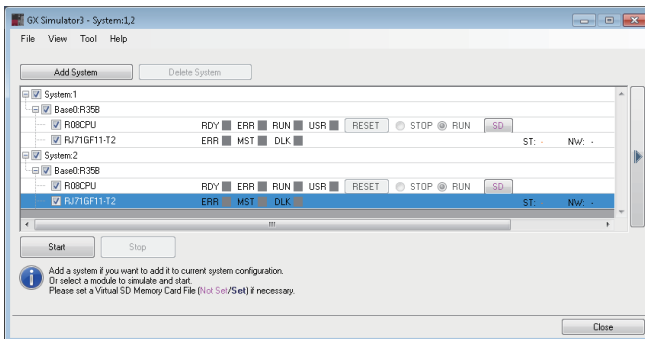 GX Simulator3 - System:1,2
File View Tool Help
Add System Delete System
System:1
Base0:R35B
R08CPU RDY ERR RUN USR RESET STOP RUN SD
RJ71GF11-T2 ERR MST DLK ST: - NW: -
System:2
Base0:R35B
R08CPU RDY ERR RUN USR RESET STOP RUN SD
RJ71GF11-T2 ERR MST DLK ST: NW: -
Start Stop
Add a system if you want to add it to current system configuration.
Or select a module to simulate and start.
Please set a Virtual SD Memory Card File (Not Set/Set) if necessary.
Close